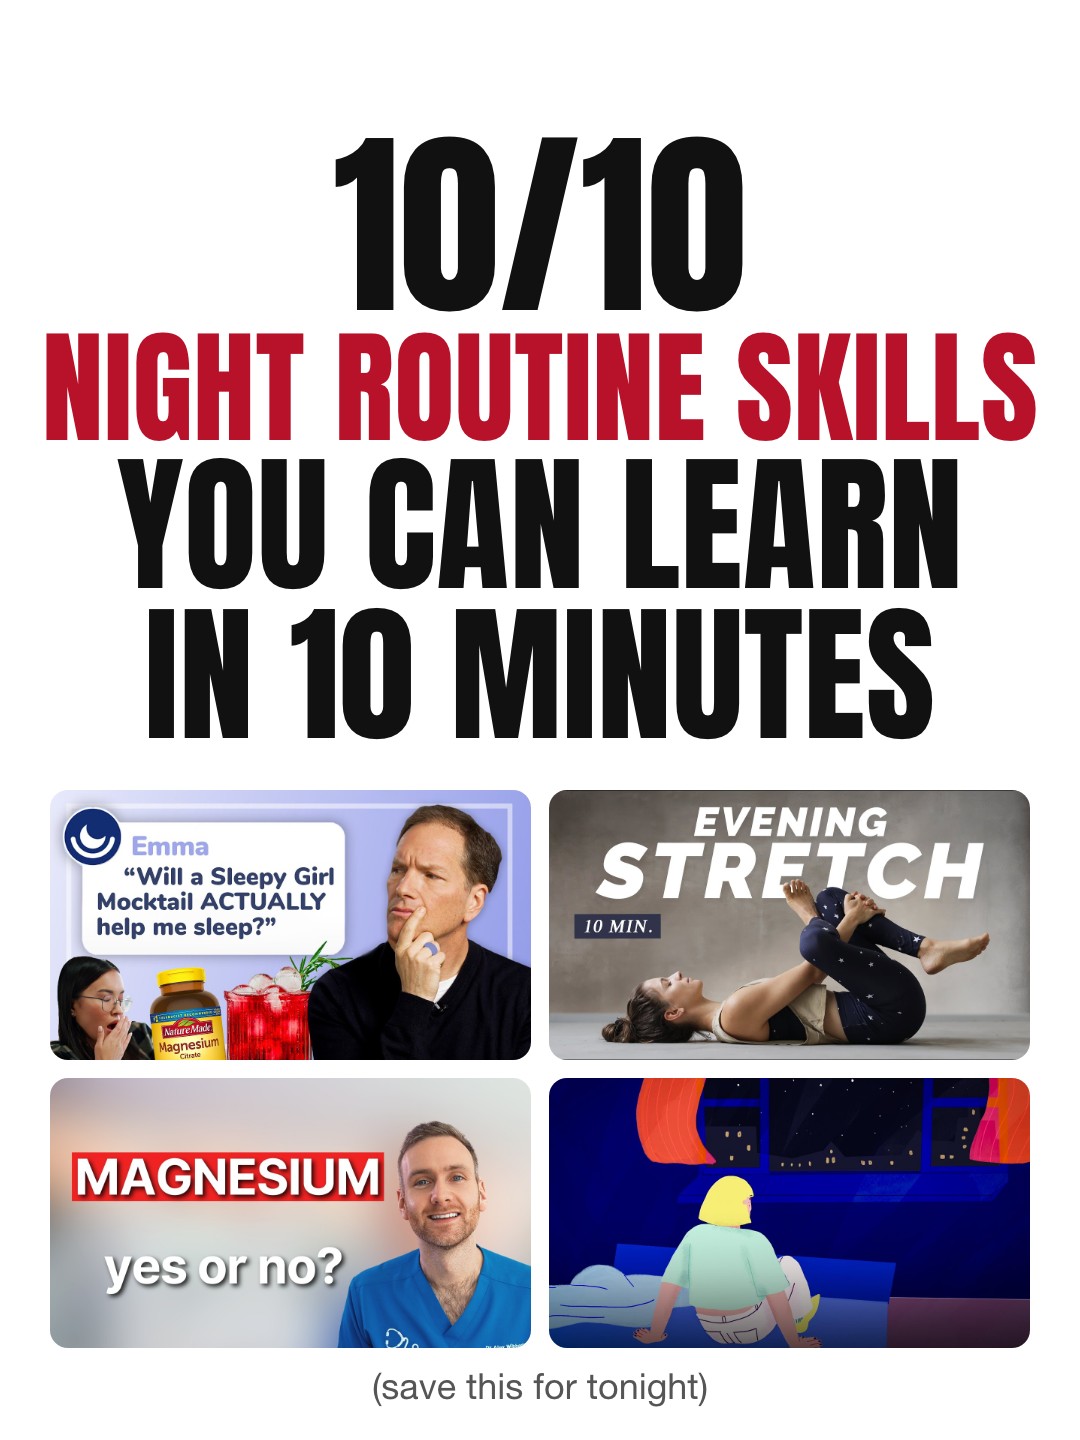 10/10
NIGHT ROUTINE SKILLS
YOU CAN LEARN
IN 10 MINUTES
Emma
“Will a Sleepy Girl
Mocktail ACTUALLY
help me sleep?”
Nature Made
Magnesium
Citrate
EVENING
STRETCH
10 MIN.
MAGNESIUM
yes or no?
(save this for tonight)